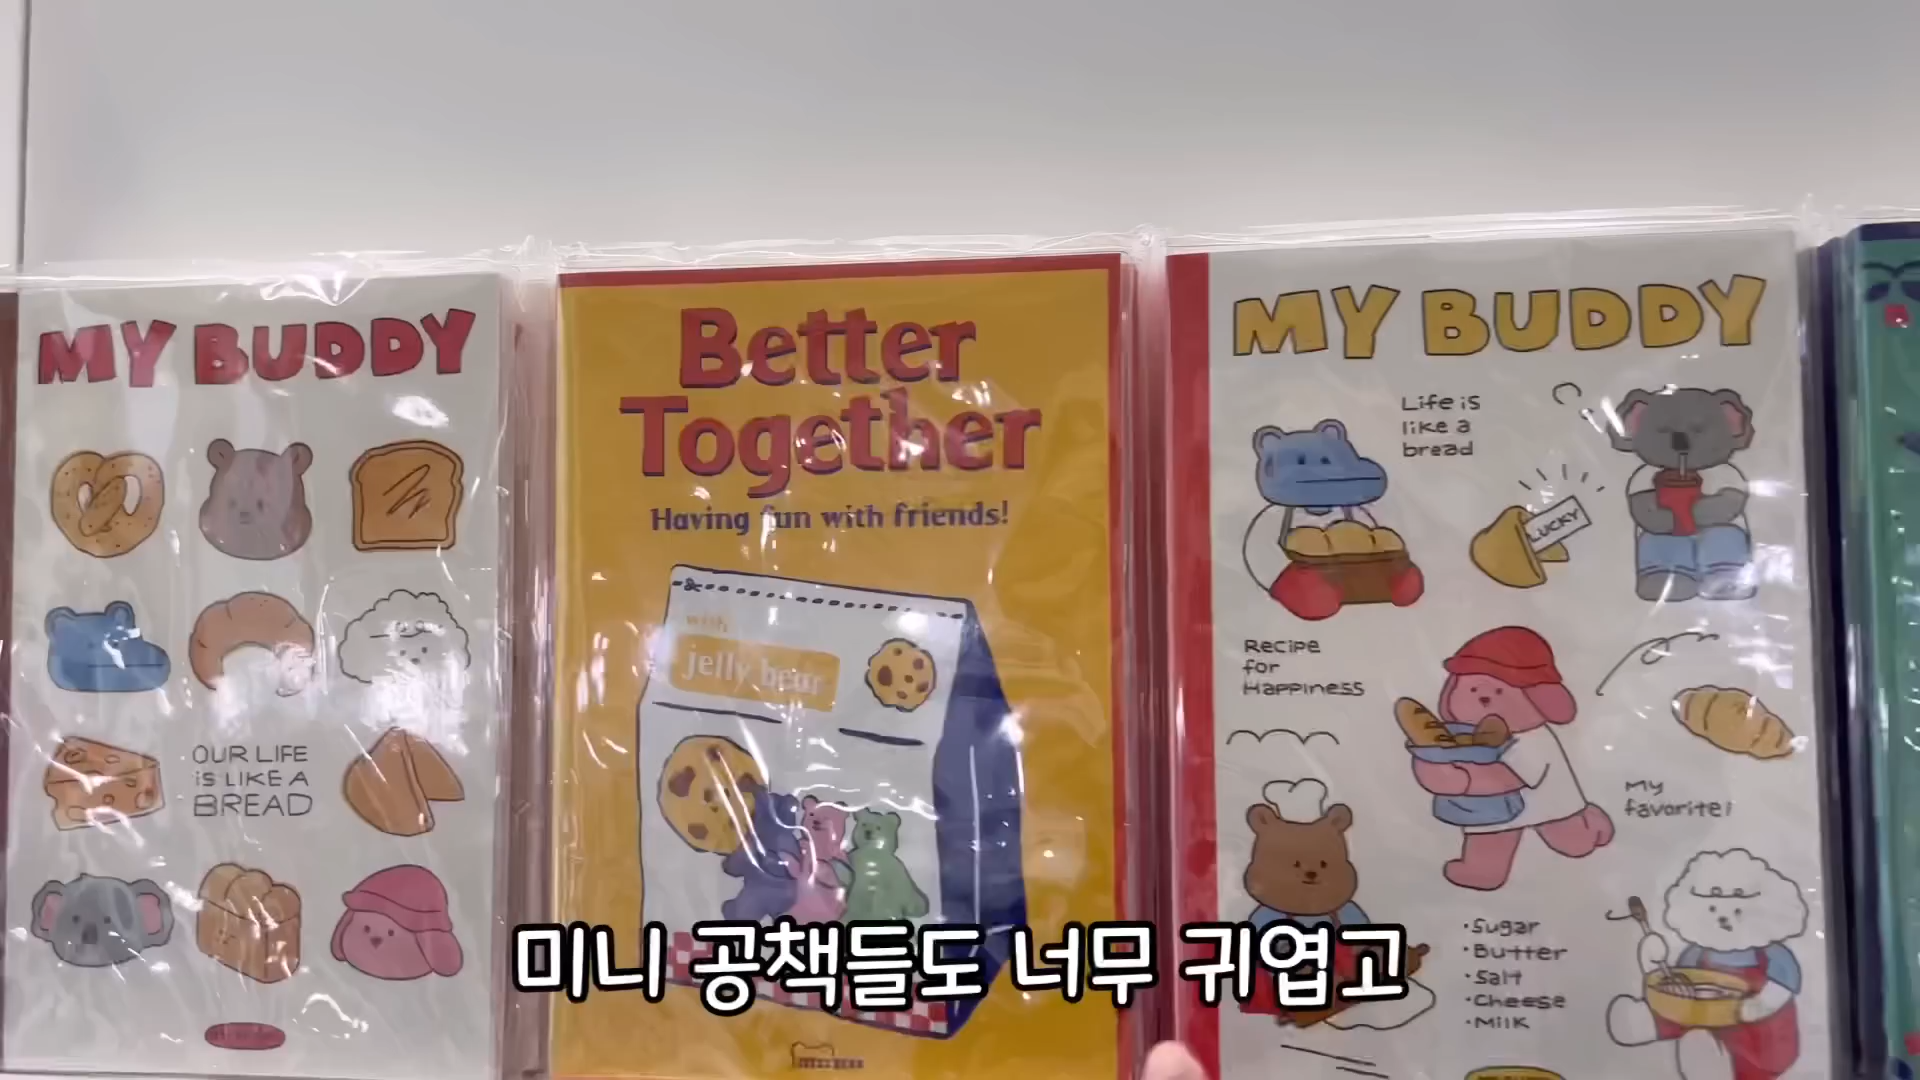 MY BUDDY
OUR LIFE
iS LIKE A
BREAD
Better
Together
Having fun with friends!
with
jelly bear
MY BUDDY
Life is
like a
bread
LUCKY
Recipe
for
Happiness
My
favorite!
·Sugar
·Butter
·Salt
·Cheese
·Milk
미니 공책들도 너무 귀엽고